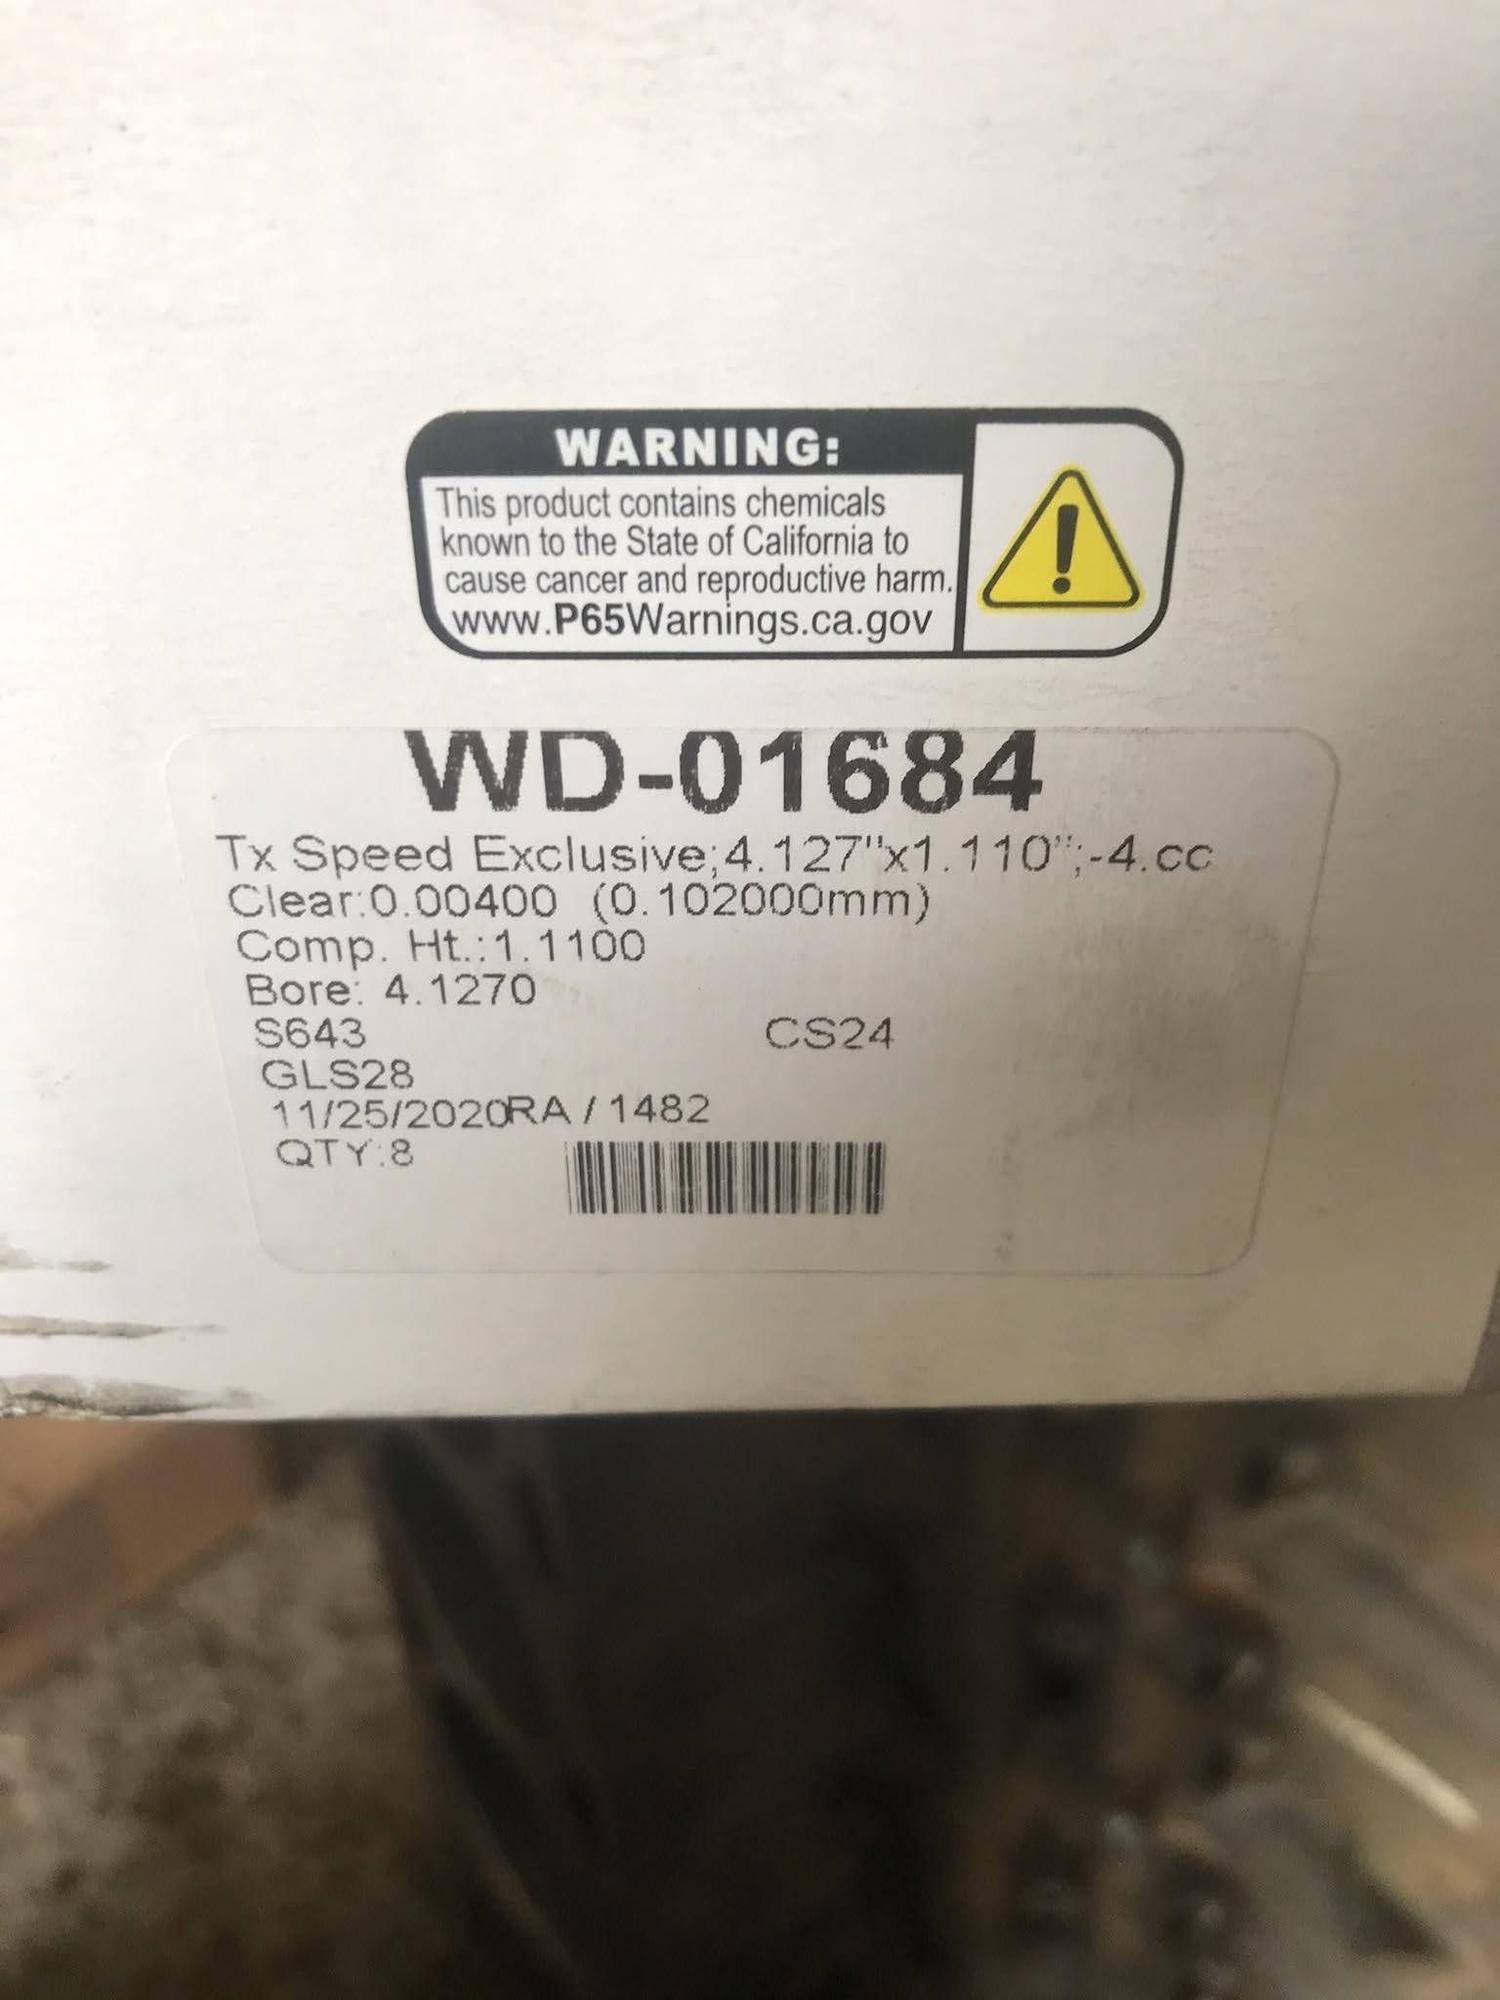 WARNING:
This product contains chemicals
known to the State of California to
cause cancer and reproductive harm.
www.P65Warnings.ca.gov
WD-01684
Tx Speed Exclusive;4.127"x1.110";-4.cc
Clear:0.00400 (0.102000mm)
Comp. Ht.:1.1100
Bore: 4.1270
S643 CS24
GLS28
11/25/2020RA / 1482
QTY:8